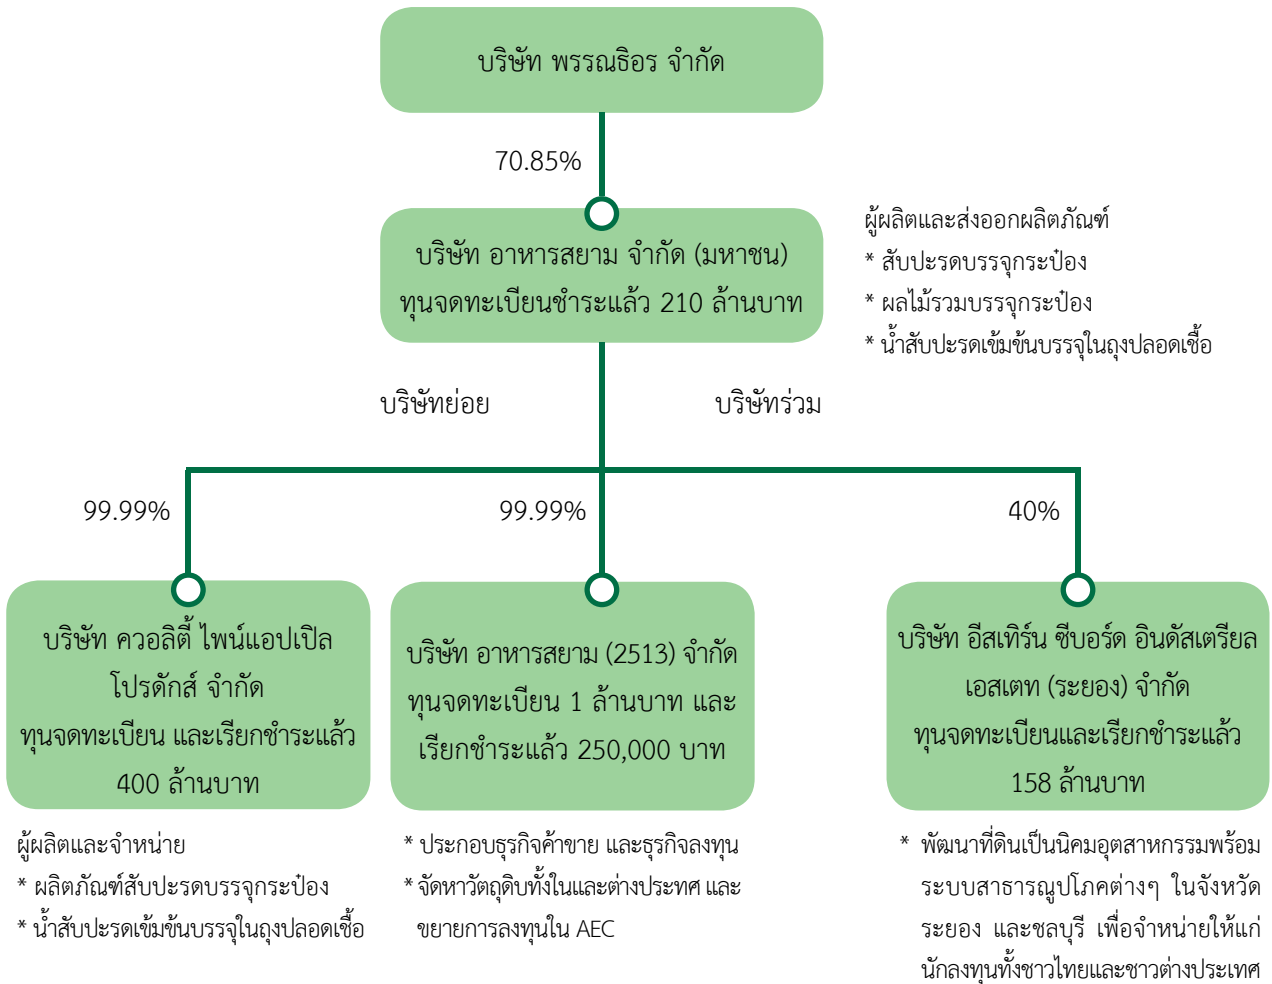 บริษัท พรรณธิอร จำกัด
70.85%
บริษัท อาหารสยาม จำกัด (มหาชน)
ทุนจดทะเบียนชำระแล้ว 210 ล้านบาท
ผู้ผลิตและส่งออกผลิตภัณฑ์
* สับปะรดบรรจุกระป๋อง
* ผลไม้รวมบรรจุกระป๋อง
* น้ำสับปะรดเข้มข้นบรรจุในถุงปลอดเชื้อ
บริษัทย่อย
บริษัทร่วม
99.99%
99.99%
40%
บริษัท ควอลิตี้ ไพน์แอปเปิล
โปรดักส์ จำกัด
ทุนจดทะเบียน และเรียกชำระแล้ว
400 ล้านบาท
ผู้ผลิตและจำหน่าย
* ผลิตภัณฑ์สับปะรดบรรจุกระป๋อง
* น้ำสับปะรดเข้มข้นบรรจุในถุงปลอดเชื้อ
บริษัท อาหารสยาม (2513) จำกัด
ทุนจดทะเบียน 1 ล้านบาท และ
เรียกชำระแล้ว 250,000 บาท
* ประกอบธุรกิจค้าขาย และธุรกิจลงทุน
* จัดหาวัตถุดิบทั้งในและต่างประเทศ และ
ขยายการลงทุนใน AEC
บริษัท อีสเทิร์น ซีบอร์ด อินดัสเตรียล
เอสเตท (ระยอง) จำกัด
ทุนจดทะเบียนและเรียกชำระแล้ว
158 ล้านบาท
* พัฒนาที่ดินเป็นนิคมอุตสาหกรรมพร้อม
ระบบสาธารณูปโภคต่างๆ ในจังหวัด
ระยอง และชลบุรี เพื่อจำหน่ายให้แก่
นักลงทุนทั้งชาวไทยและชาวต่างประเทศ